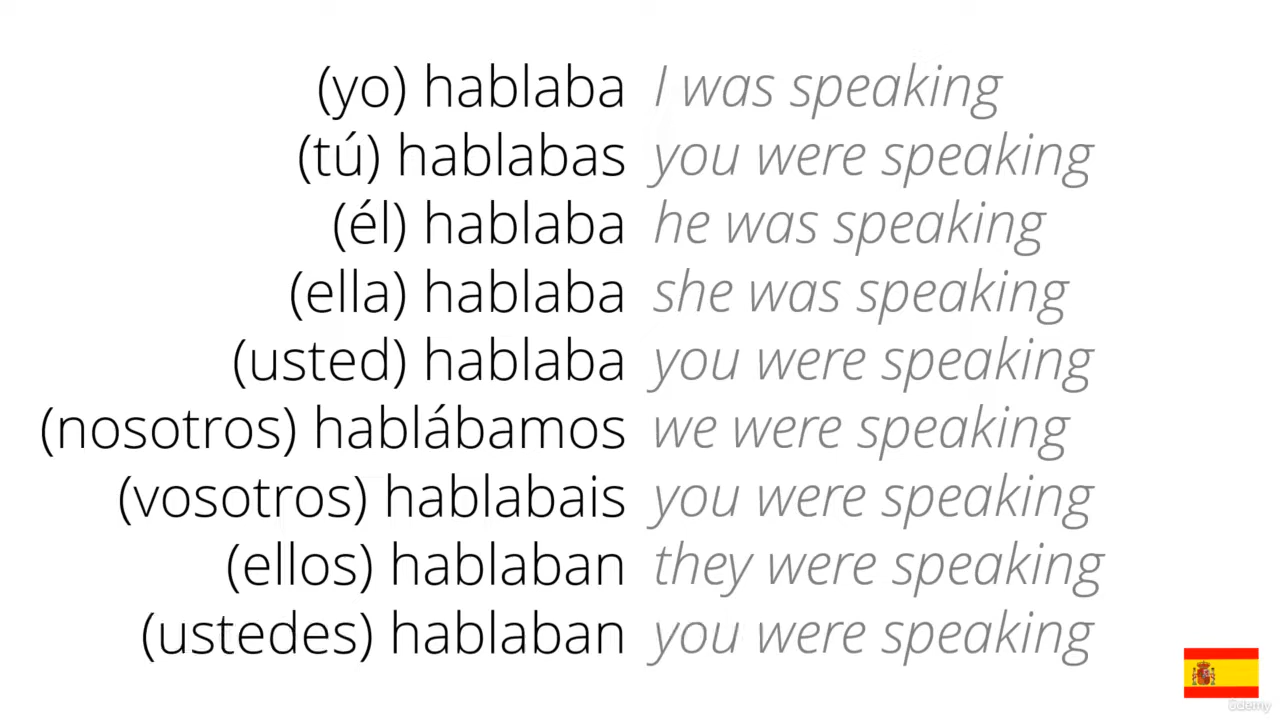 (yo) hablaba I was speaking
(tú) hablabas you were speaking
(él) hablaba he was speaking
(ella) hablaba she was speaking
(usted) hablaba you were speaking
(nosotros) hablábamos we were speaking
(vosotros) hablabais you were speaking
(ellos) hablaban they were speaking
(ustedes) hablaban you were speaking
ûdemy